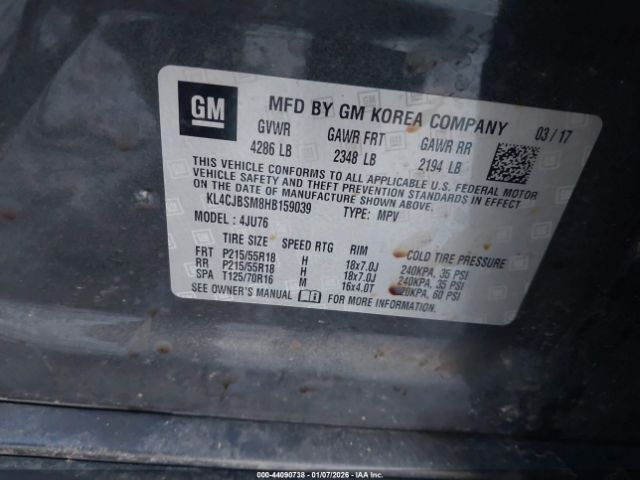 GM
MFD BY GM KOREA COMPANY 03/17
GVWR GAWR FRT GAWR RR
4286 LB 2348 LB 2194 LB
THIS VEHICLE CONFORMS TO ALL APPLICABLE U.S. FEDERAL MOTOR
VEHICLE SAFETY AND THEFT PREVENTION STANDARDS IN EFFECT
ON THE DATE OF MANUFACTURE SHOWN ABOVE.
KL4CJBSM8HB159039 TYPE: MPV
MODEL: 4JU76
TIRE SIZE SPEED RTG RIM COLD TIRE PRESSURE
FRT P215/55R18 H 18x7.0J 240KPA, 35 PSI
RR P215/55R18 H 18x7.0J 240KPA, 35 PSI
SPA T125/70R16 M 16x4.0T 420KPA, 60 PSI
SEE OWNER'S MANUAL FOR MORE INFORMATION.
000-44090738 - 01/07/2026 - IAA Inc.